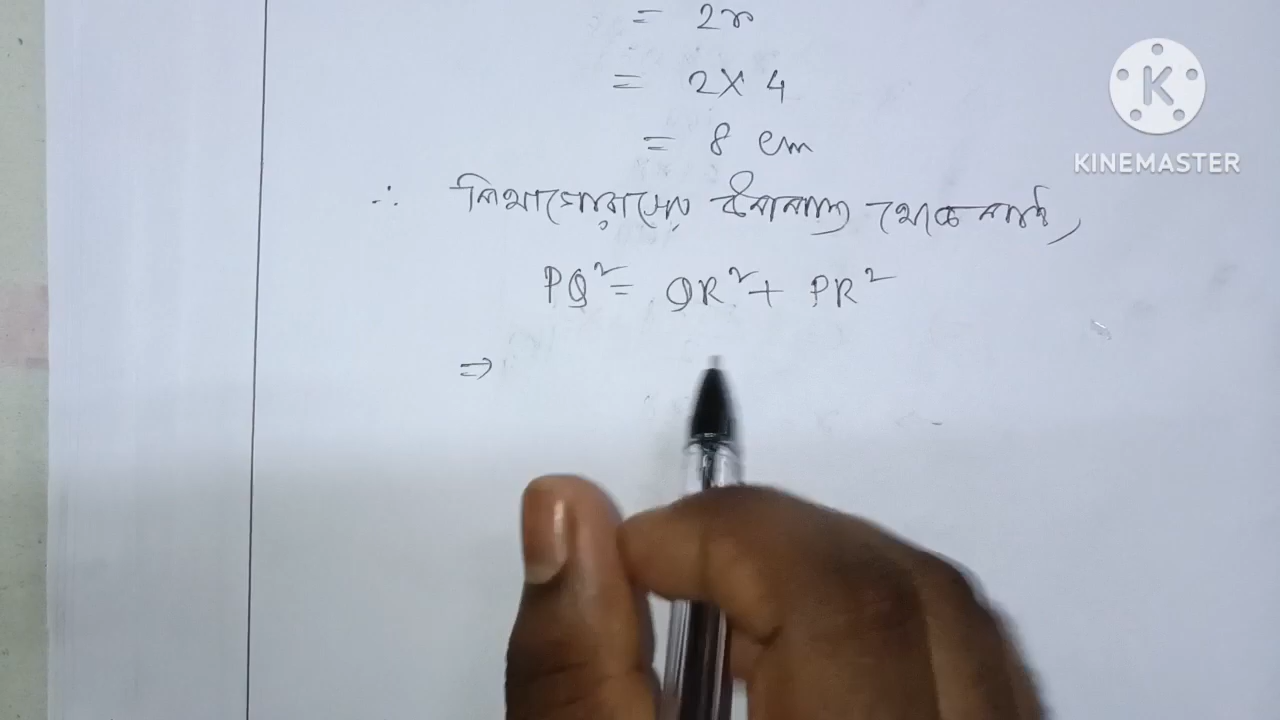 = 2r
= 2 × 4
= 8 cm
K
KINEMASTER
∴ পিথাগোরাসের উপপাদ্য থেকে পাই,
PQ² = QR² + PR²
⇒